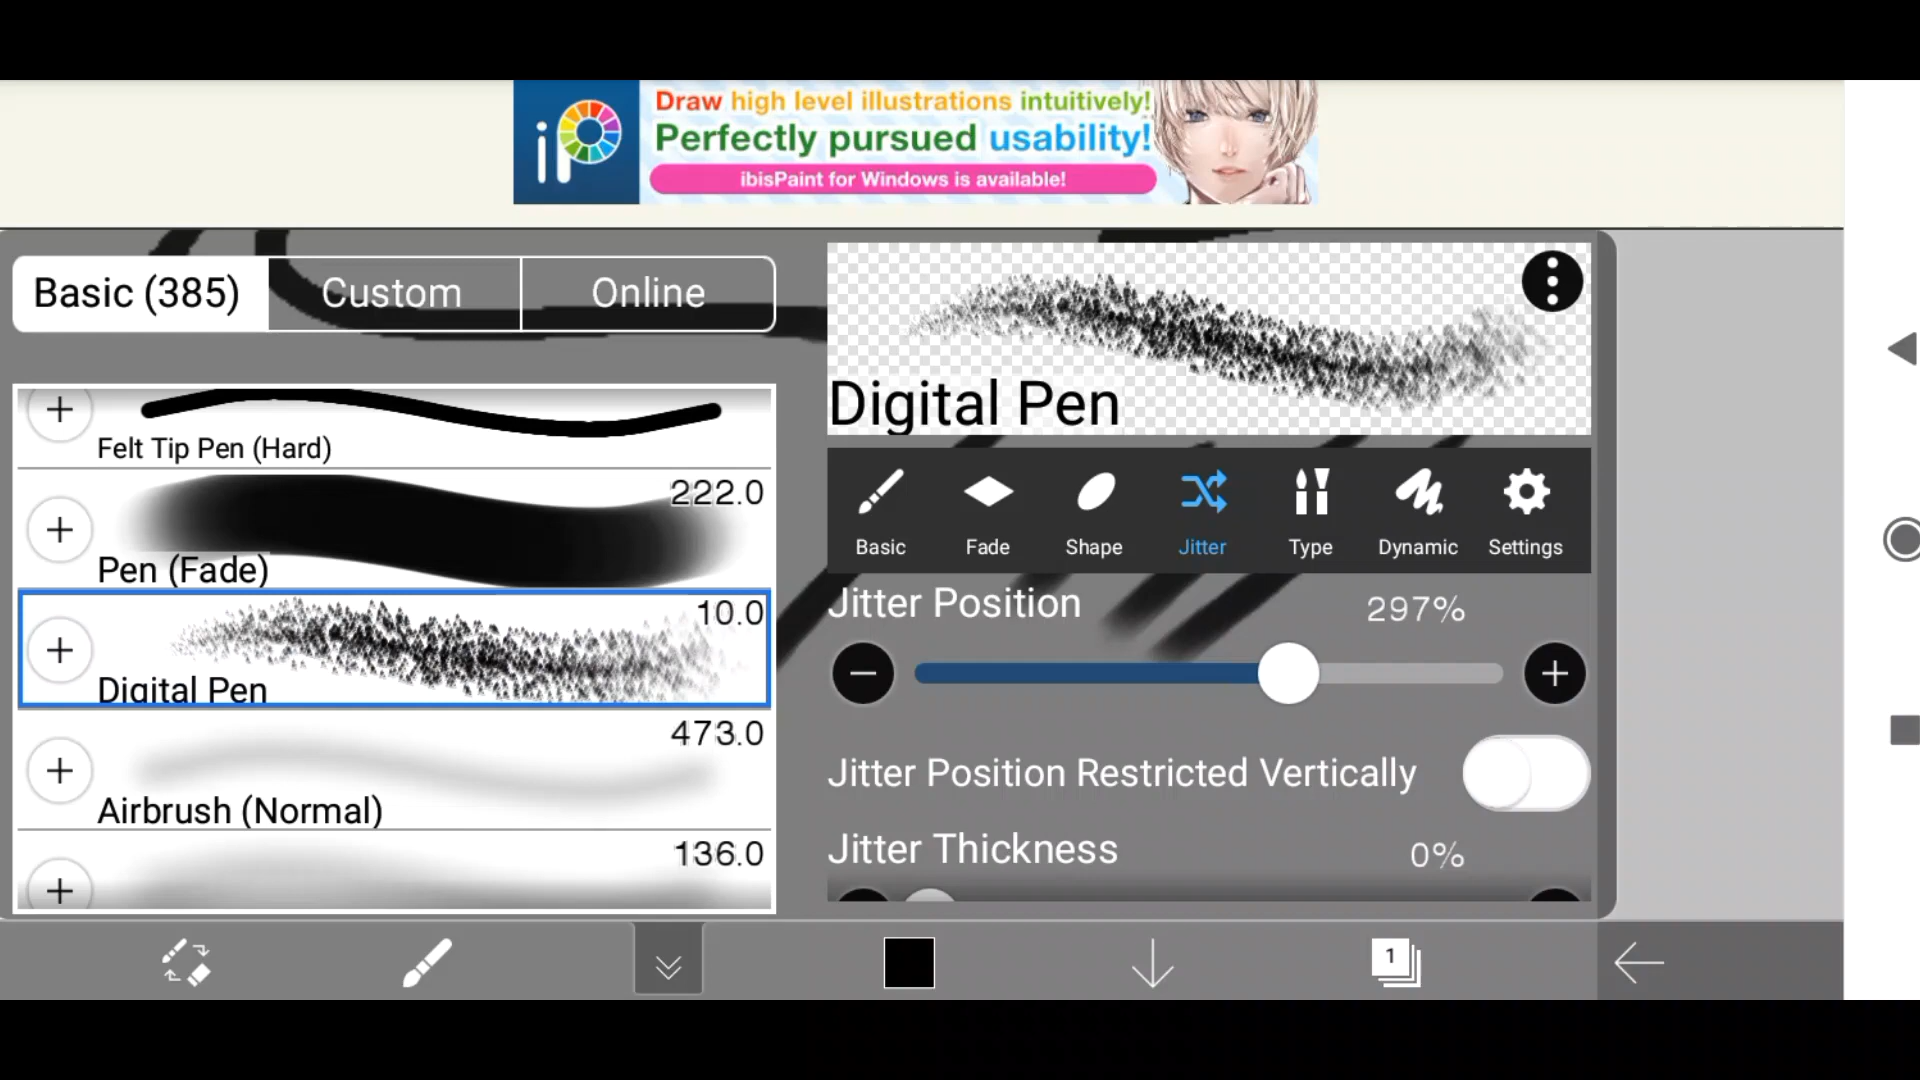 iP
Draw high level illustrations intuitively!
Perfectly pursued usability!
ibisPaint for Windows is available!
Basic (385)
Custom
Online
Felt Tip Pen (Hard)
222.0
Pen (Fade)
10.0
Digital Pen
473.0
Airbrush (Normal)
136.0
Digital Pen
Basic
Fade
Shape
Jitter
Type
Dynamic
Settings
Jitter Position
297%
Jitter Position Restricted Vertically
Jitter Thickness
0%
1